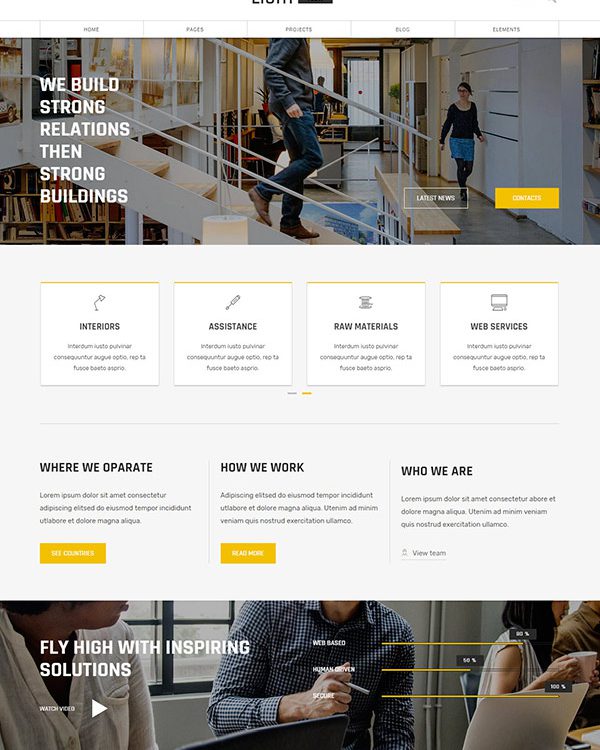 HOME PAGES PROJECTS BLOG ELEMENTS
WE BUILD
STRONG
RELATIONS
THEN
STRONG
BUILDINGS
LATEST NEWS CONTACTS
INTERIORS
Interdum iusto pulvinar
consequuntur augue optio, rep ta
fusce baeto asprio.
ASSISTANCE
Interdum iusto pulvinar
consequuntur augue optio, rep ta
fusce baeto asprio.
RAW MATERIALS
Interdum iusto pulvinar
consequuntur augue optio, rep ta
fusce baeto asprio.
WEB SERVICES
Interdum iusto pulvinar
consequuntur augue optio, rep ta
fusce baeto asprio.
WHERE WE OPARATE
Lorem ipsum dolor sit amet consectetur
adipiscing elitsed do eiusmod tempor incididunt
utlabore et dolore magna aliqua.
SEE COUNTRIES
HOW WE WORK
Adipiscing elitsed do eiusmod tempor incididunt
utlabore et dolore magna aliqua. Utenim ad minim
veniam quis nostrud exercitation ullamco.
READ MORE
WHO WE ARE
Lorem ipsum dolor sit amet consectetur abore et
dolore magna aliqua. Utenim ad minim veniam
quis nostrud exercitation ullamco.
View team
FLY HIGH WITH INSPIRING
SOLUTIONS
WATCH VIDEO
WEB BASED 80 %
HUMAN DRIVEN 50 %
SECURE 100 %